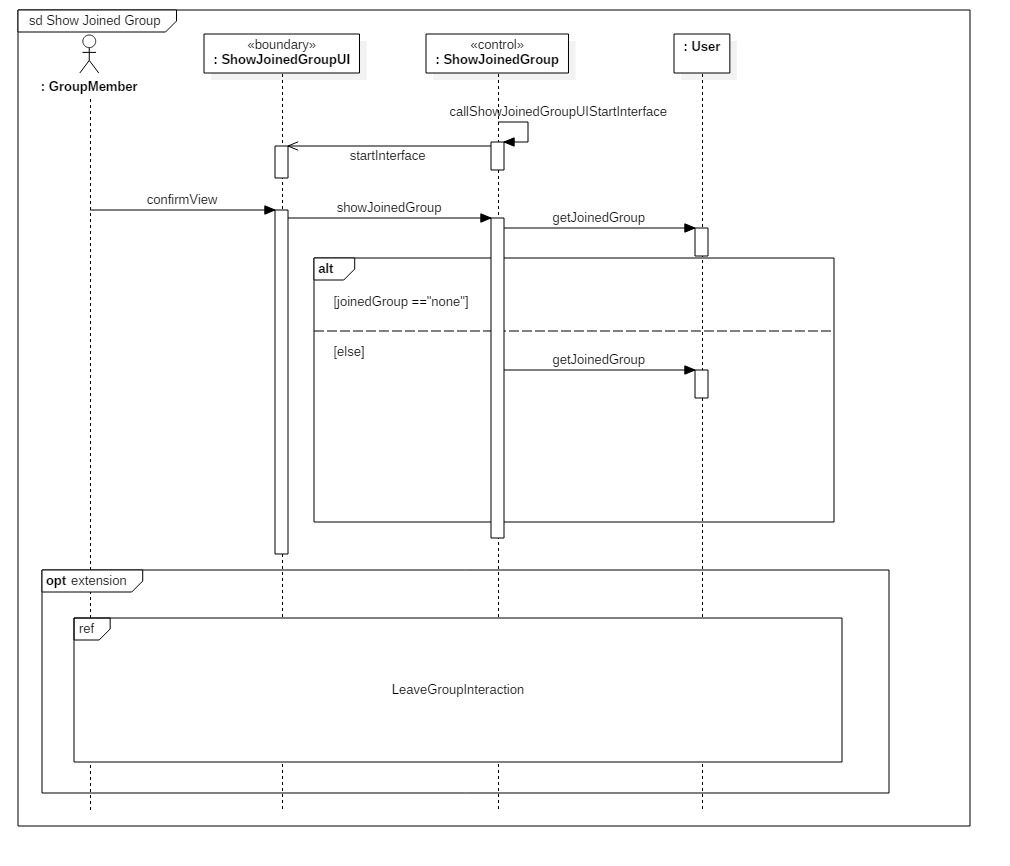 sd Show Joined Group
: GroupMember
«boundary»
: ShowJoinedGroupUI
«control»
: ShowJoinedGroup
: User
callShowJoinedGroupUIStartInterface
startInterface
confirmView
showJoinedGroup
getJoinedGroup
alt
[joinedGroup =="none"]
[else]
getJoinedGroup
opt extension
ref
LeaveGroupInteraction